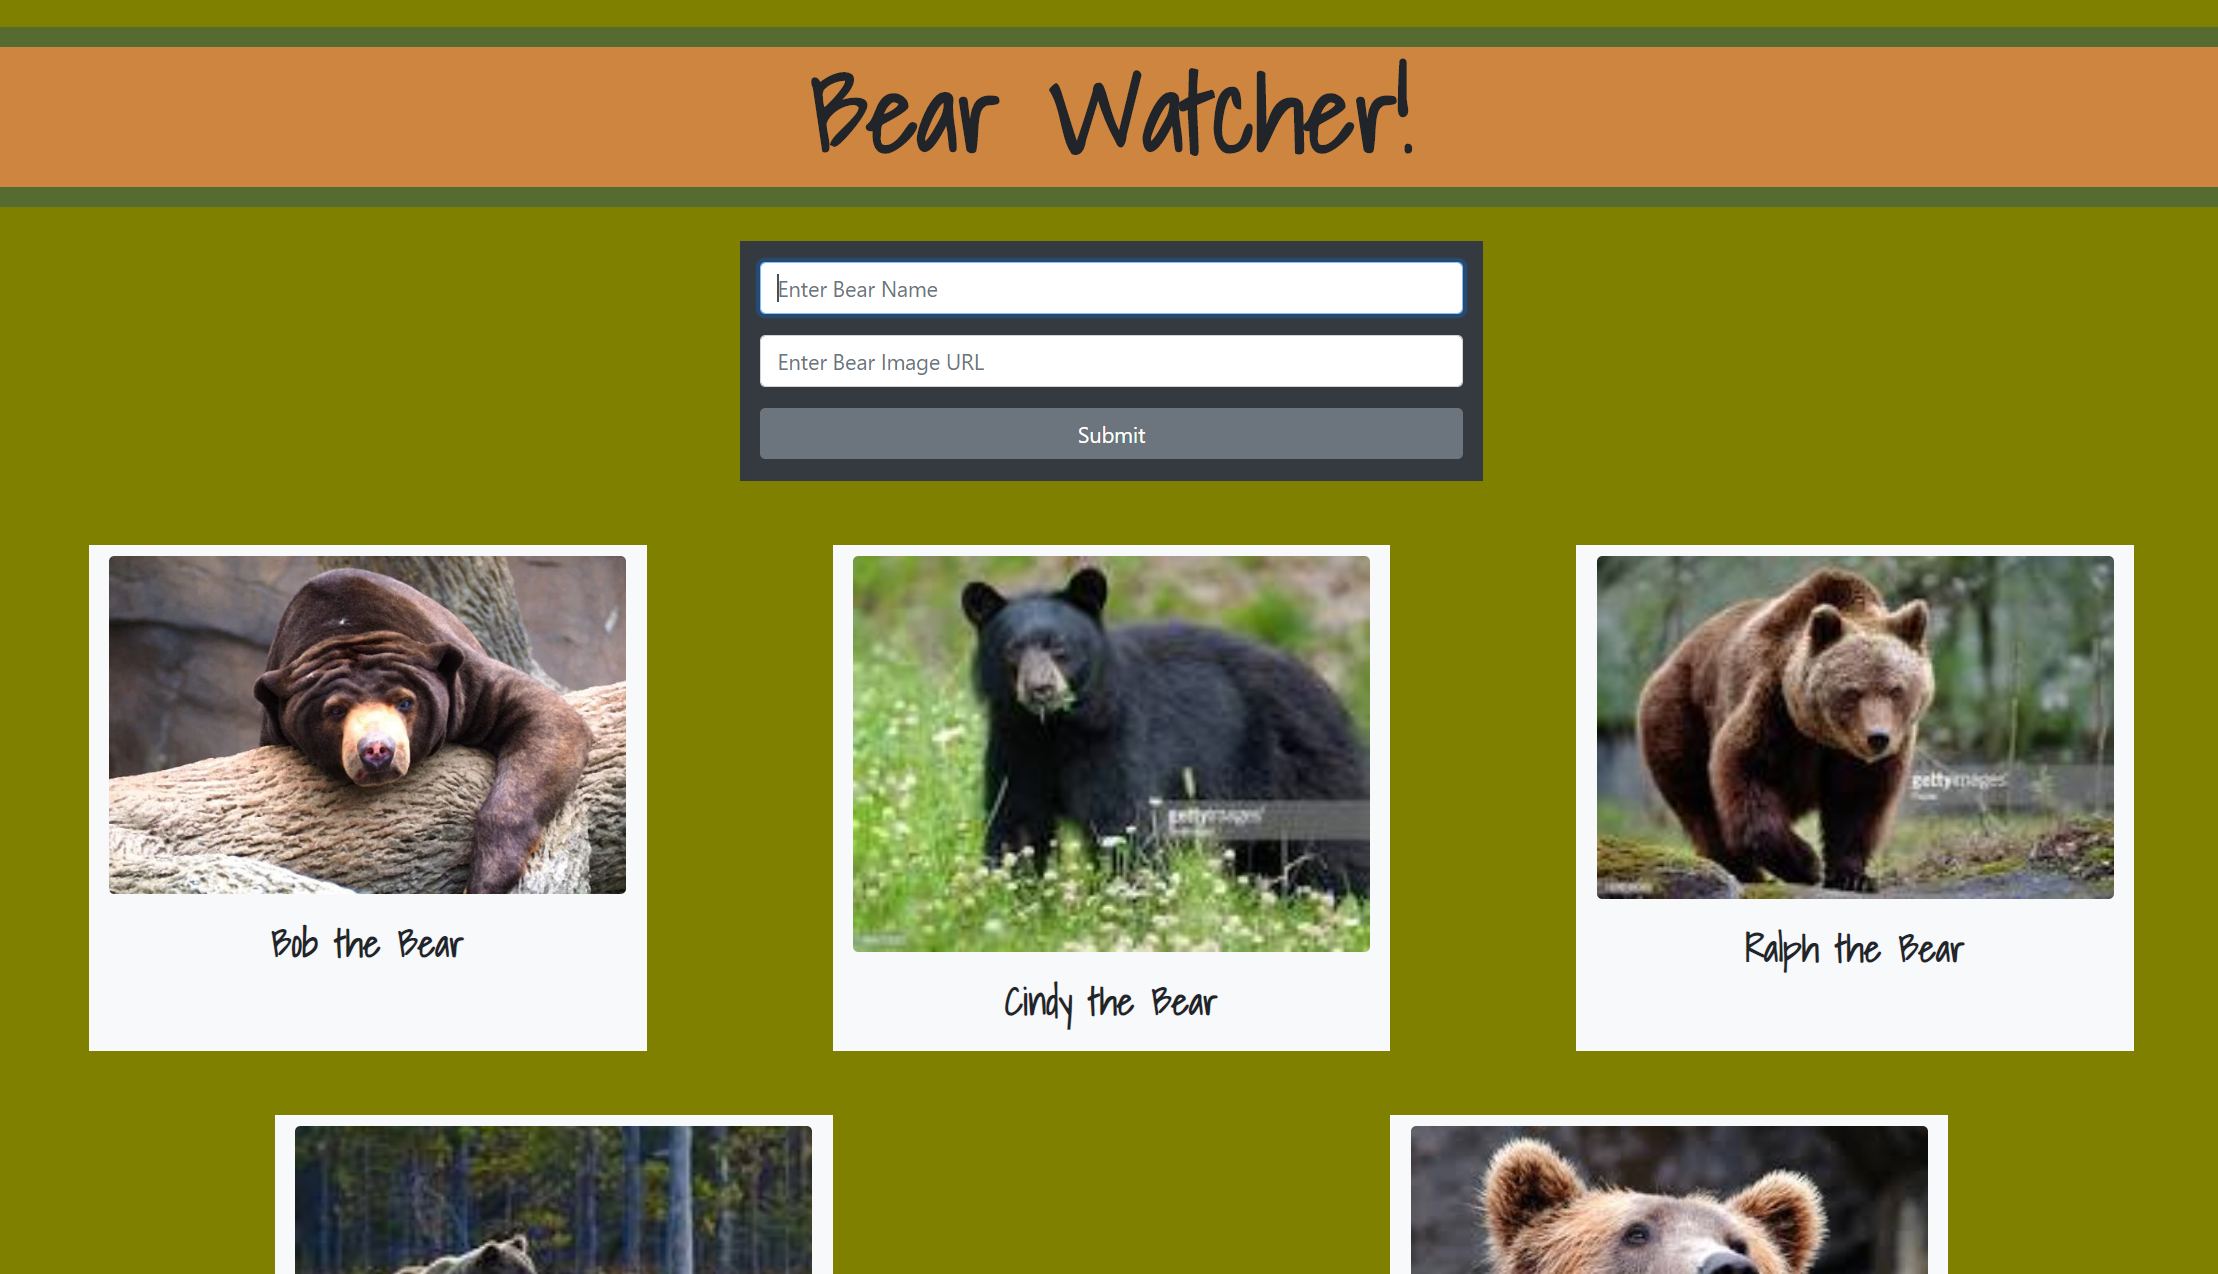 Bear Watcher!
Enter Bear Name
Enter Bear Image URL
Submit
gettyimages
gettyimages
Bob the Bear
Cindy the Bear
Ralph the Bear